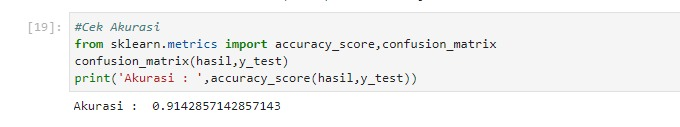 [19]: #Cek Akurasi
from sklearn.metrics import accuracy_score,confusion_matrix
confusion_matrix(hasil,y_test)
print('Akurasi : ',accuracy_score(hasil,y_test))
Akurasi :  0.9142857142857143